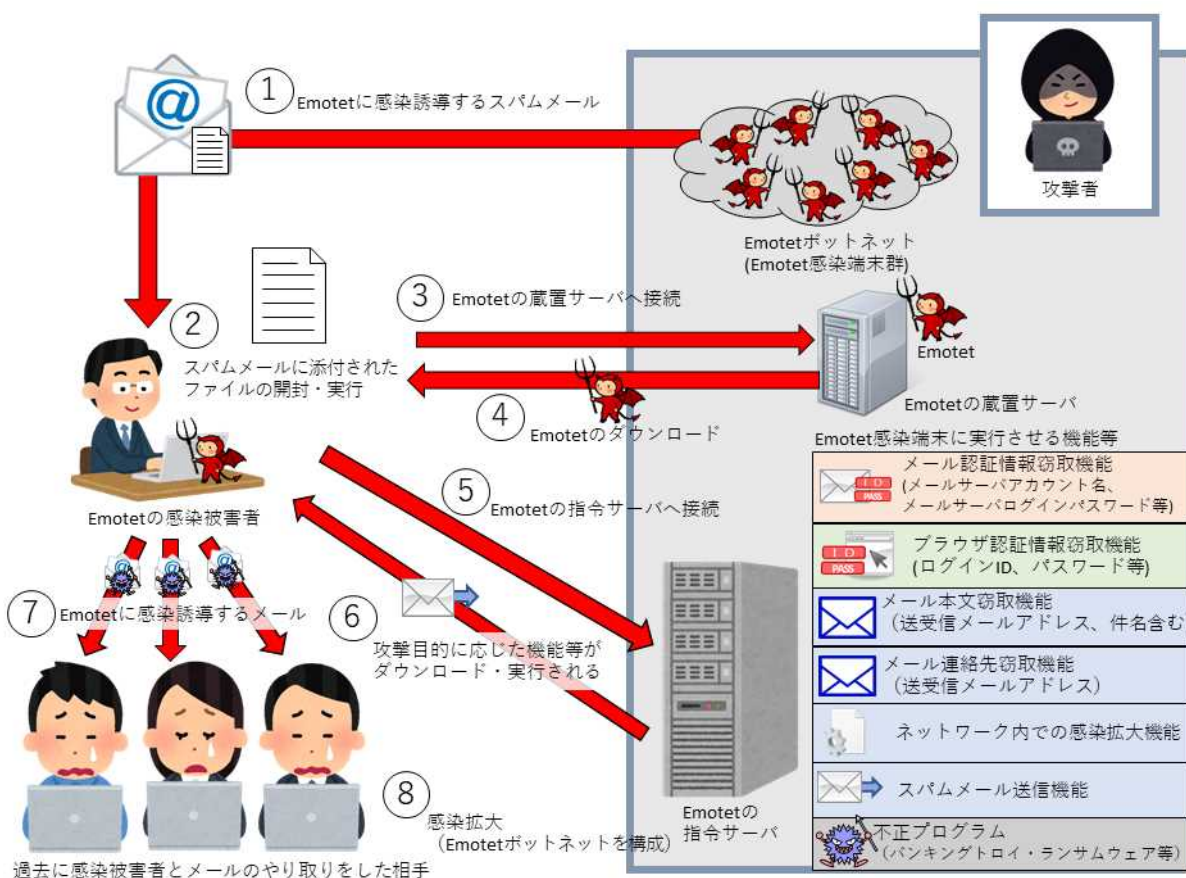 ① Emotetに感染誘導するスパムメール
@
攻撃者
Emotetボットネット
(Emotet感染端末群)
②
スパムメールに添付された
ファイルの開封・実行
③ Emotetの蔵置サーバへ接続
Emotet
④ Emotetのダウンロード
Emotetの蔵置サーバ
Emotetの感染被害者
⑤
Emotetの指令サーバへ接続
⑥
攻撃目的に応じた機能等が
ダウンロード・実行される
⑦ Emotetに感染誘導するメール
@
@
@
⑧
感染拡大
（Emotetボットネットを構成）
過去に感染被害者とメールのやり取りをした相手
Emotetの
指令サーバ
Emotet感染端末に実行させる機能等
ID
PASS
メール認証情報窃取機能
(メールサーバアカウント名、
メールサーバログインパスワード等)
ID
PASS
ブラウザ認証情報窃取機能
(ログインID、パスワード等)
メール本文窃取機能
（送受信メールアドレス、件名含む
メール連絡先窃取機能
（送受信メールアドレス）
ネットワーク内での感染拡大機能
スパムメール送信機能
不正プログラム
（バンキングトロイ・ランサムウェア等）